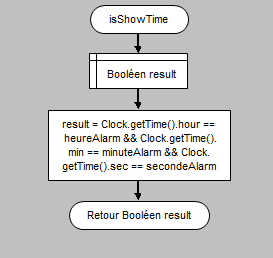 isShowTime
Booléen result
result = Clock.getTime().hour ==
heureAlarm && Clock.getTime().
min == minuteAlarm && Clock.
getTime().sec == secondeAlarm
Retour Booléen result